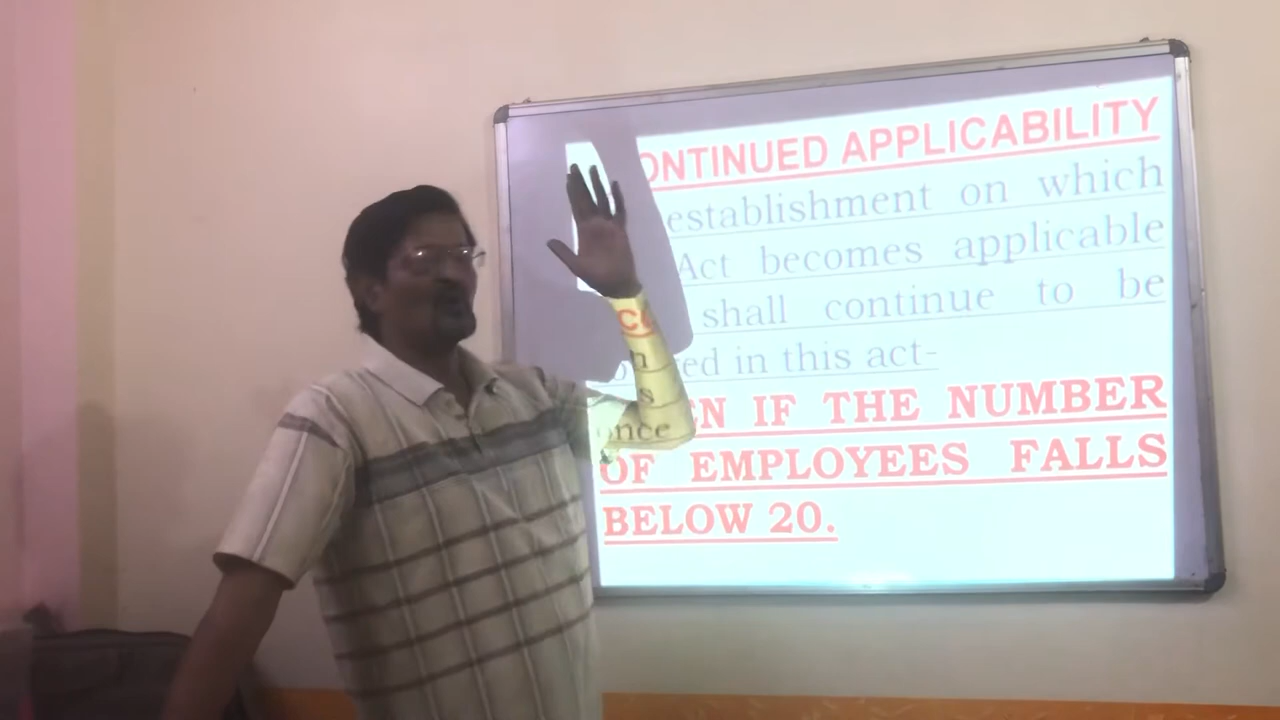 ONTINUED APPLICABILITY
establishment on which
Act becomes applicable
shall continue to be
ed in this act-
EN IF THE NUMBER
OF EMPLOYEES FALLS
BELOW 20.
C
h
s
once